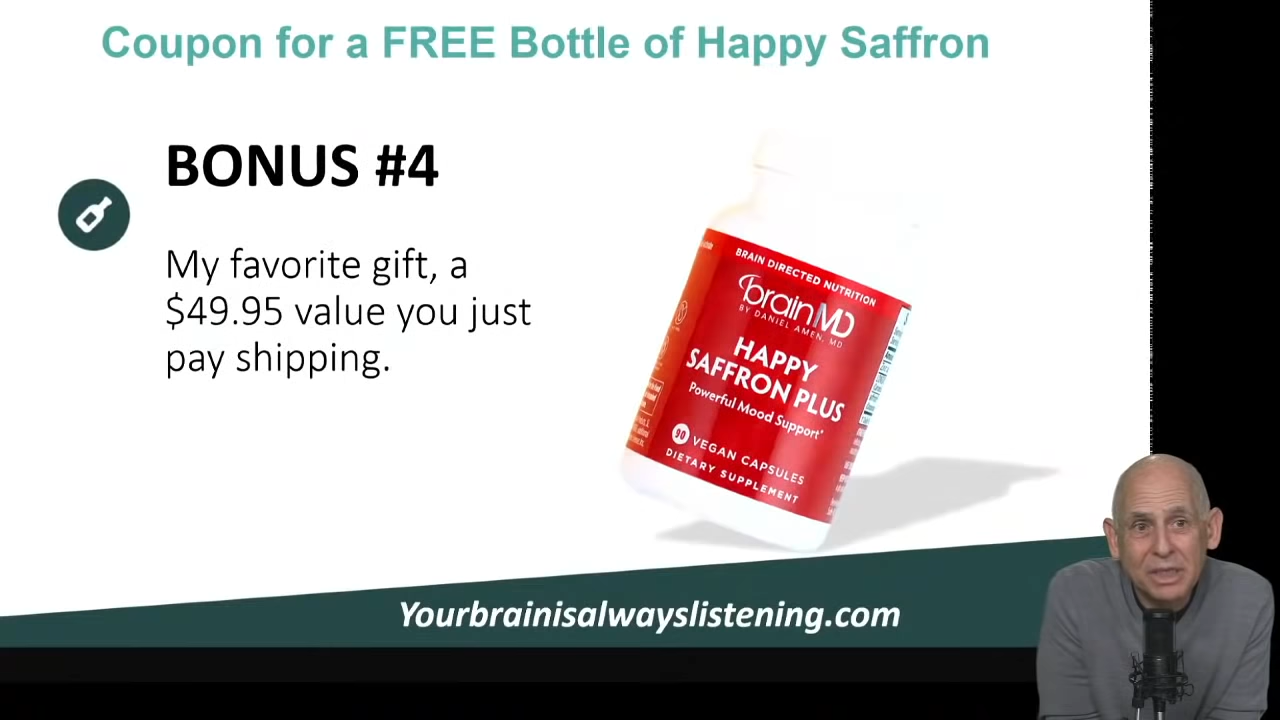 Coupon for a FREE Bottle of Happy Saffron
BONUS #4
My favorite gift, a
$49.95 value you just
pay shipping.
BRAIN DIRECTED NUTRITION
brainMD
BY DANIEL AMEN, MD
HAPPY
SAFFRON PLUS
Powerful Mood Support*
90 VEGAN CAPSULES
DIETARY SUPPLEMENT
Yourbrainisalwayslistening.com